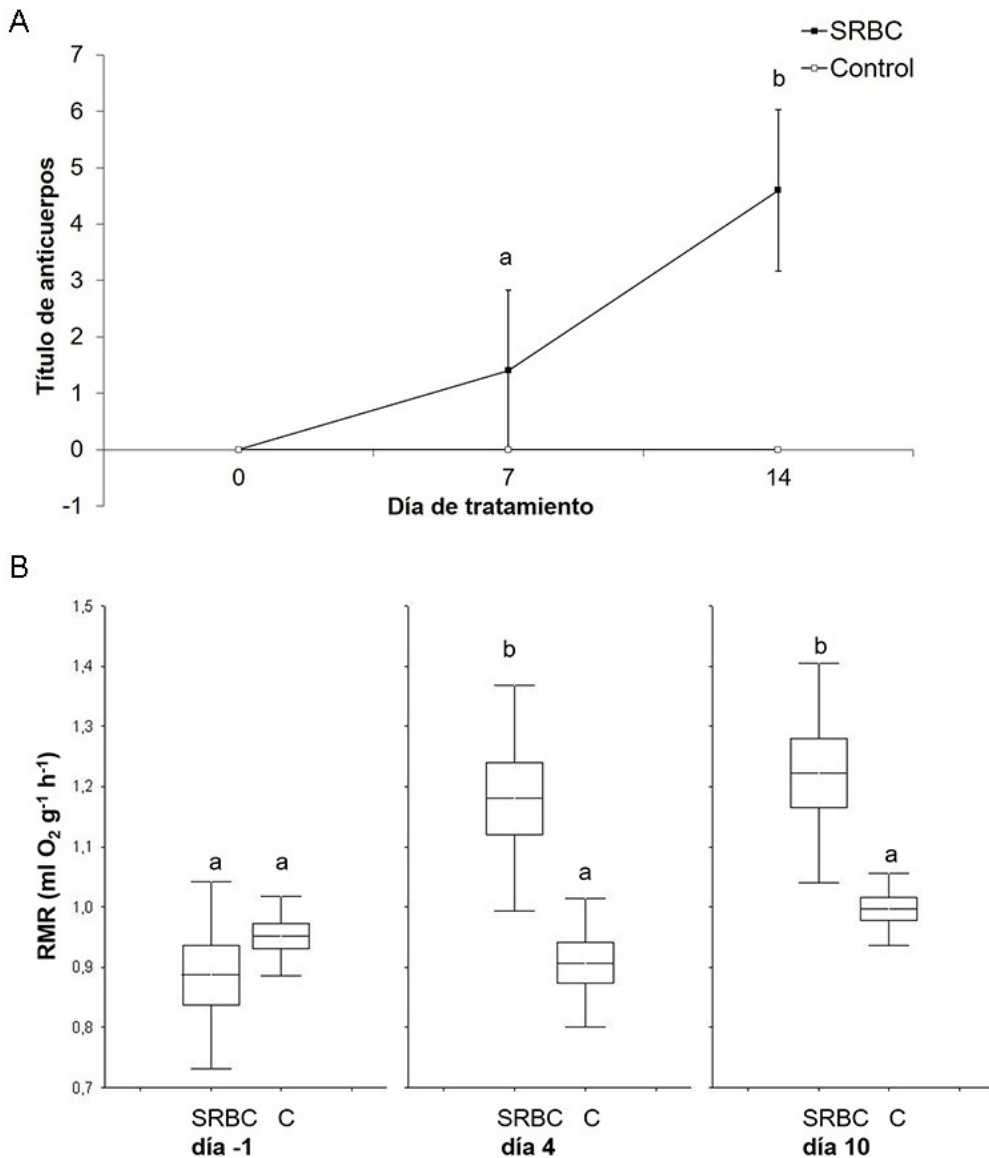 A
SRBC
Control
Título de anticuerpos
7
6
5
4
3
2
1
0
-1
a
b
0 7 14
Día de tratamiento
B
RMR (ml O₂ g⁻¹ h⁻¹)
1,5
1,4
1,3
1,2
1,1
1,0
0,9
0,8
0,7
a a
b a
b a
SRBC C SRBC C SRBC C
día -1 día 4 día 10